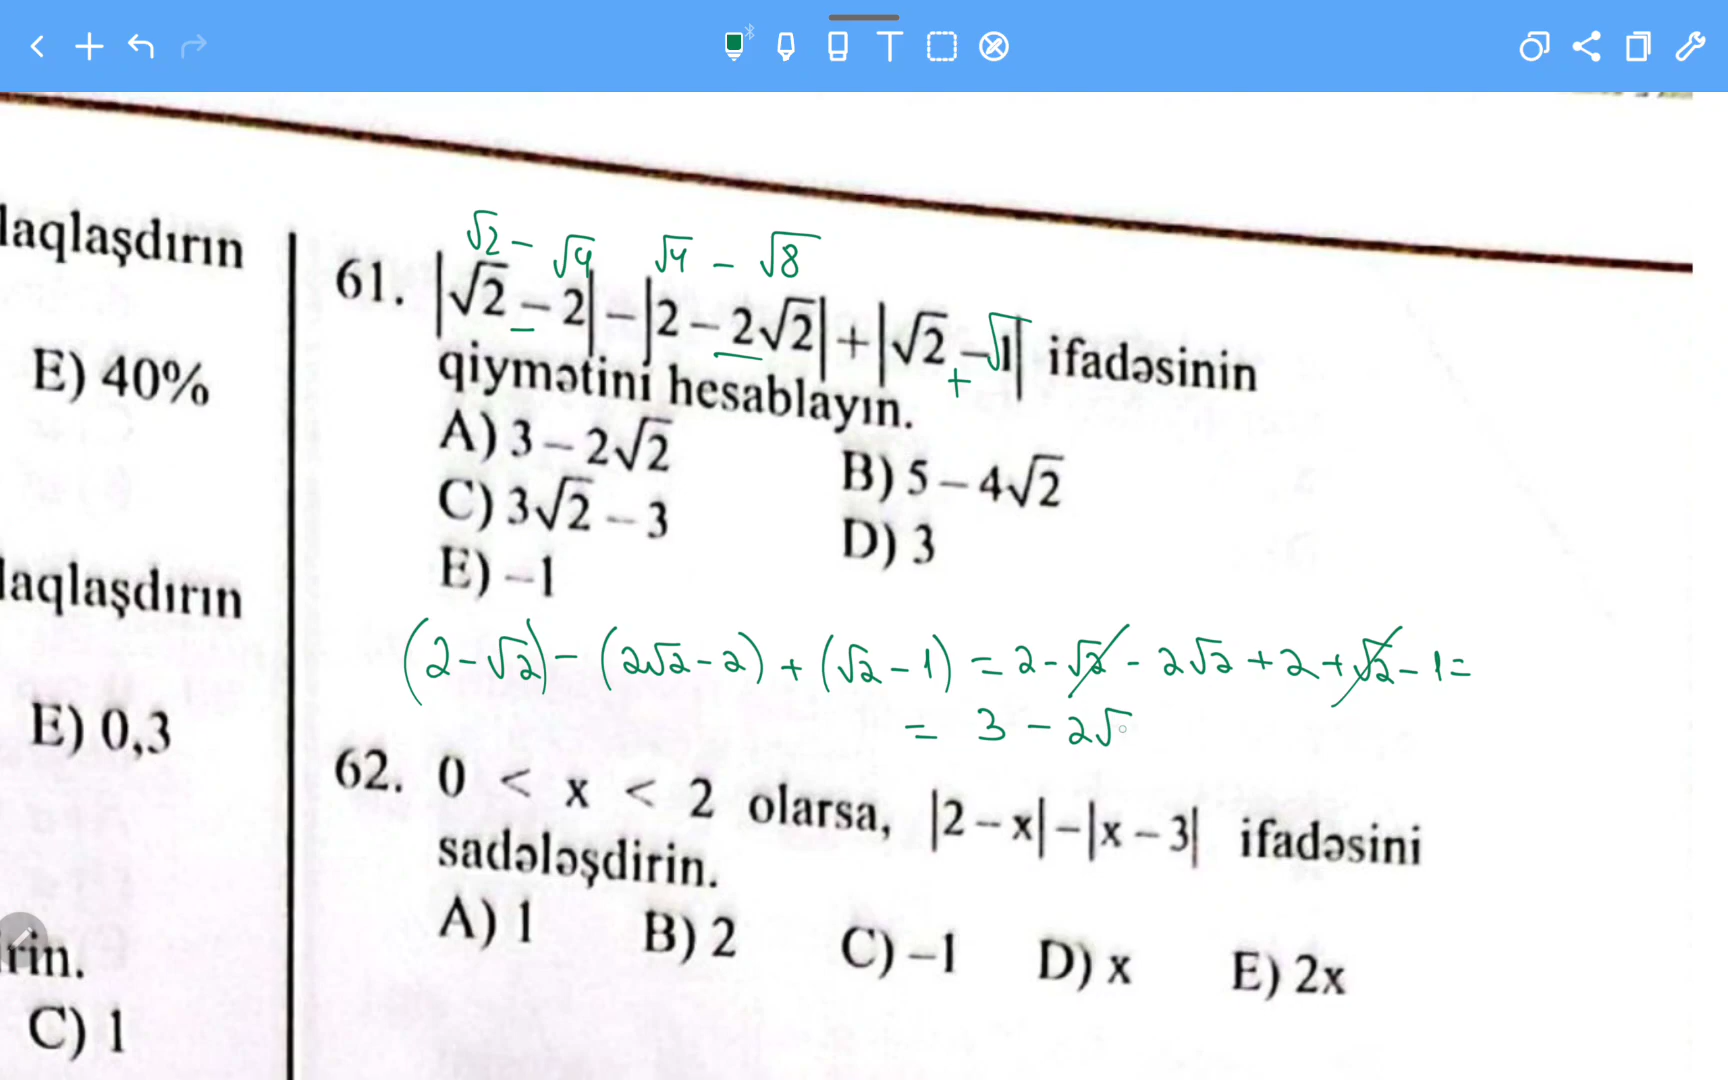 laqlaşdırın
E) 40%
laqlaşdırın
E) 0,3
rin.
C) 1
√2 - √4 √4 - √8
61. |√2 – 2| – |2 – 2√2| + |√2 – √1| ifadəsinin
- - +
qiymətini hesablayın.
A) 3 – 2√2 B) 5 – 4√2
C) 3√2 – 3 D) 3
E) –1
(2-√2) - (2√2-2) + (√2-1) = 2-√2 - 2√2 + 2 + √2 - 1 =
= 3 - 2√
62. 0 < x < 2 olarsa, |2 – x| – |x – 3| ifadəsini
sadələşdirin.
A) 1 B) 2 C) –1 D) x E) 2x